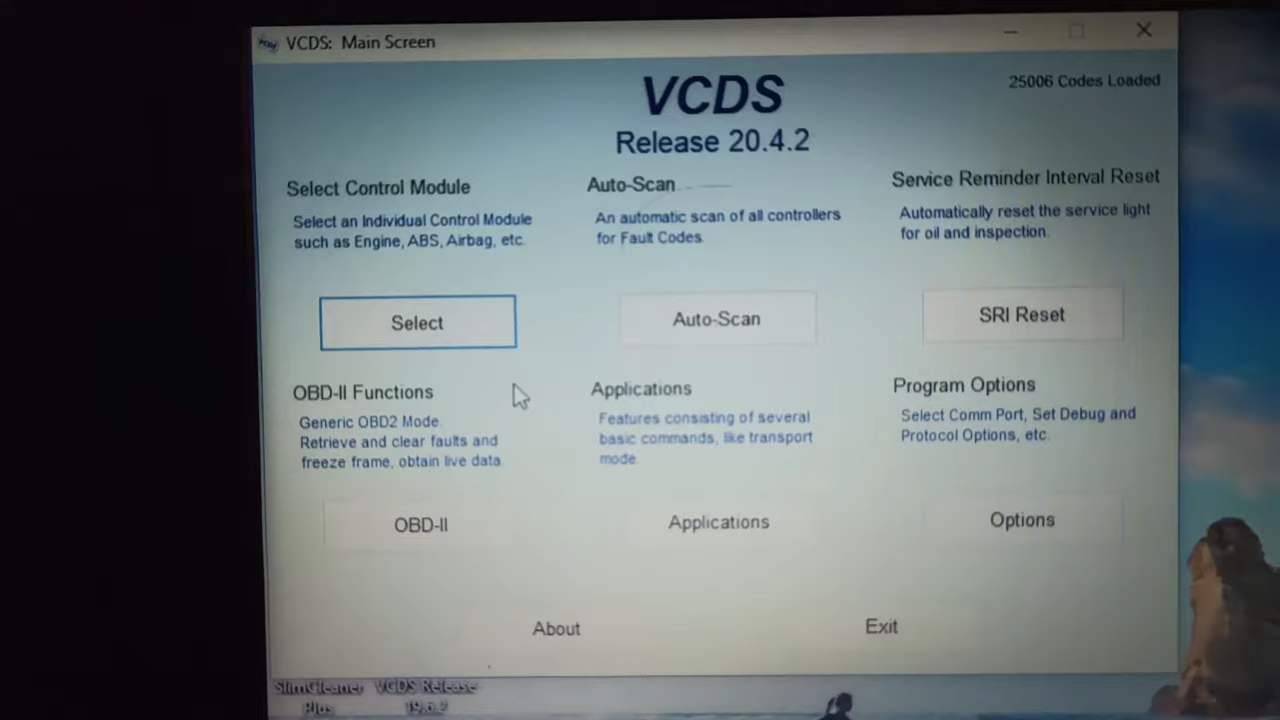 VCDS: Main Screen
VCDS
25006 Codes Loaded
Release 20.4.2
Select Control Module
Select an Individual Control Module
such as Engine, ABS, Airbag, etc.
Select
Auto-Scan
An automatic scan of all controllers
for Fault Codes.
Auto-Scan
Service Reminder Interval Reset
Automatically reset the service light
for oil and inspection.
SRI Reset
OBD-II Functions
Generic OBD2 Mode.
Retrieve and clear faults and
freeze frame, obtain live data.
OBD-II
Applications
Features consisting of several
basic commands, like transport
mode.
Applications
Program Options
Select Comm Port, Set Debug and
Protocol Options, etc.
Options
About
Exit
SlimCleaner
Plus
VCDS Release
19.6.2